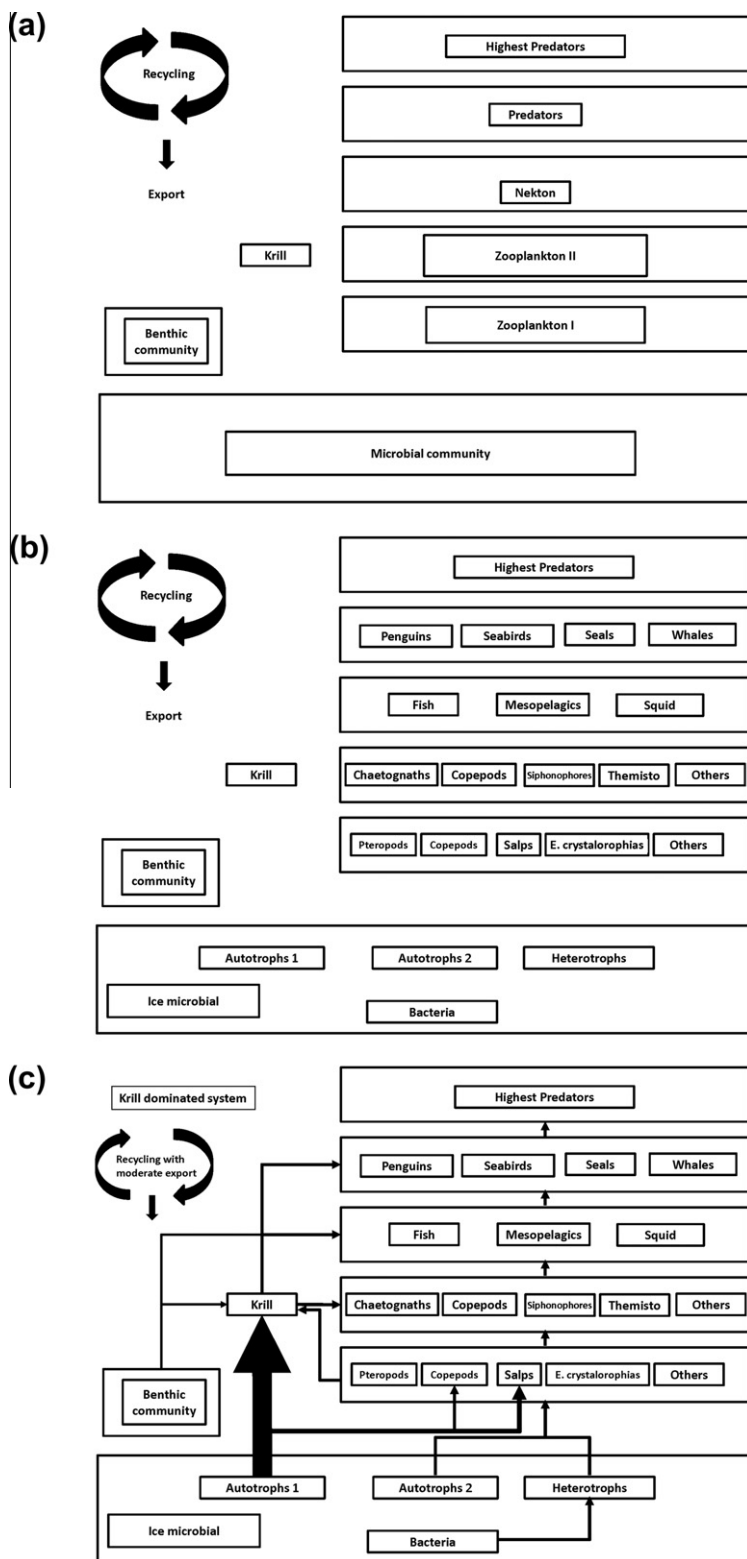 (a)
Highest Predators
Recycling
Predators
Export
Nekton
Krill
Zooplankton II
Zooplankton I
Benthic
community
Microbial community
(b)
Highest Predators
Recycling
Penguins Seabirds Seals Whales
Export
Fish Mesopelagics Squid
Krill
Chaetognaths Copepods Siphonophores Themisto Others
Pteropods Copepods Salps E. crystalorophias Others
Benthic
community
Autotrophs 1 Autotrophs 2 Heterotrophs
Ice microbial
Bacteria
(c)
Krill dominated system
Highest Predators
Recycling with
moderate export
Penguins Seabirds Seals Whales
Fish Mesopelagics Squid
Krill
Chaetognaths Copepods Siphonophores Themisto Others
Pteropods Copepods Salps E. crystalorophias Others
Benthic
community
Autotrophs 1 Autotrophs 2 Heterotrophs
Ice microbial
Bacteria